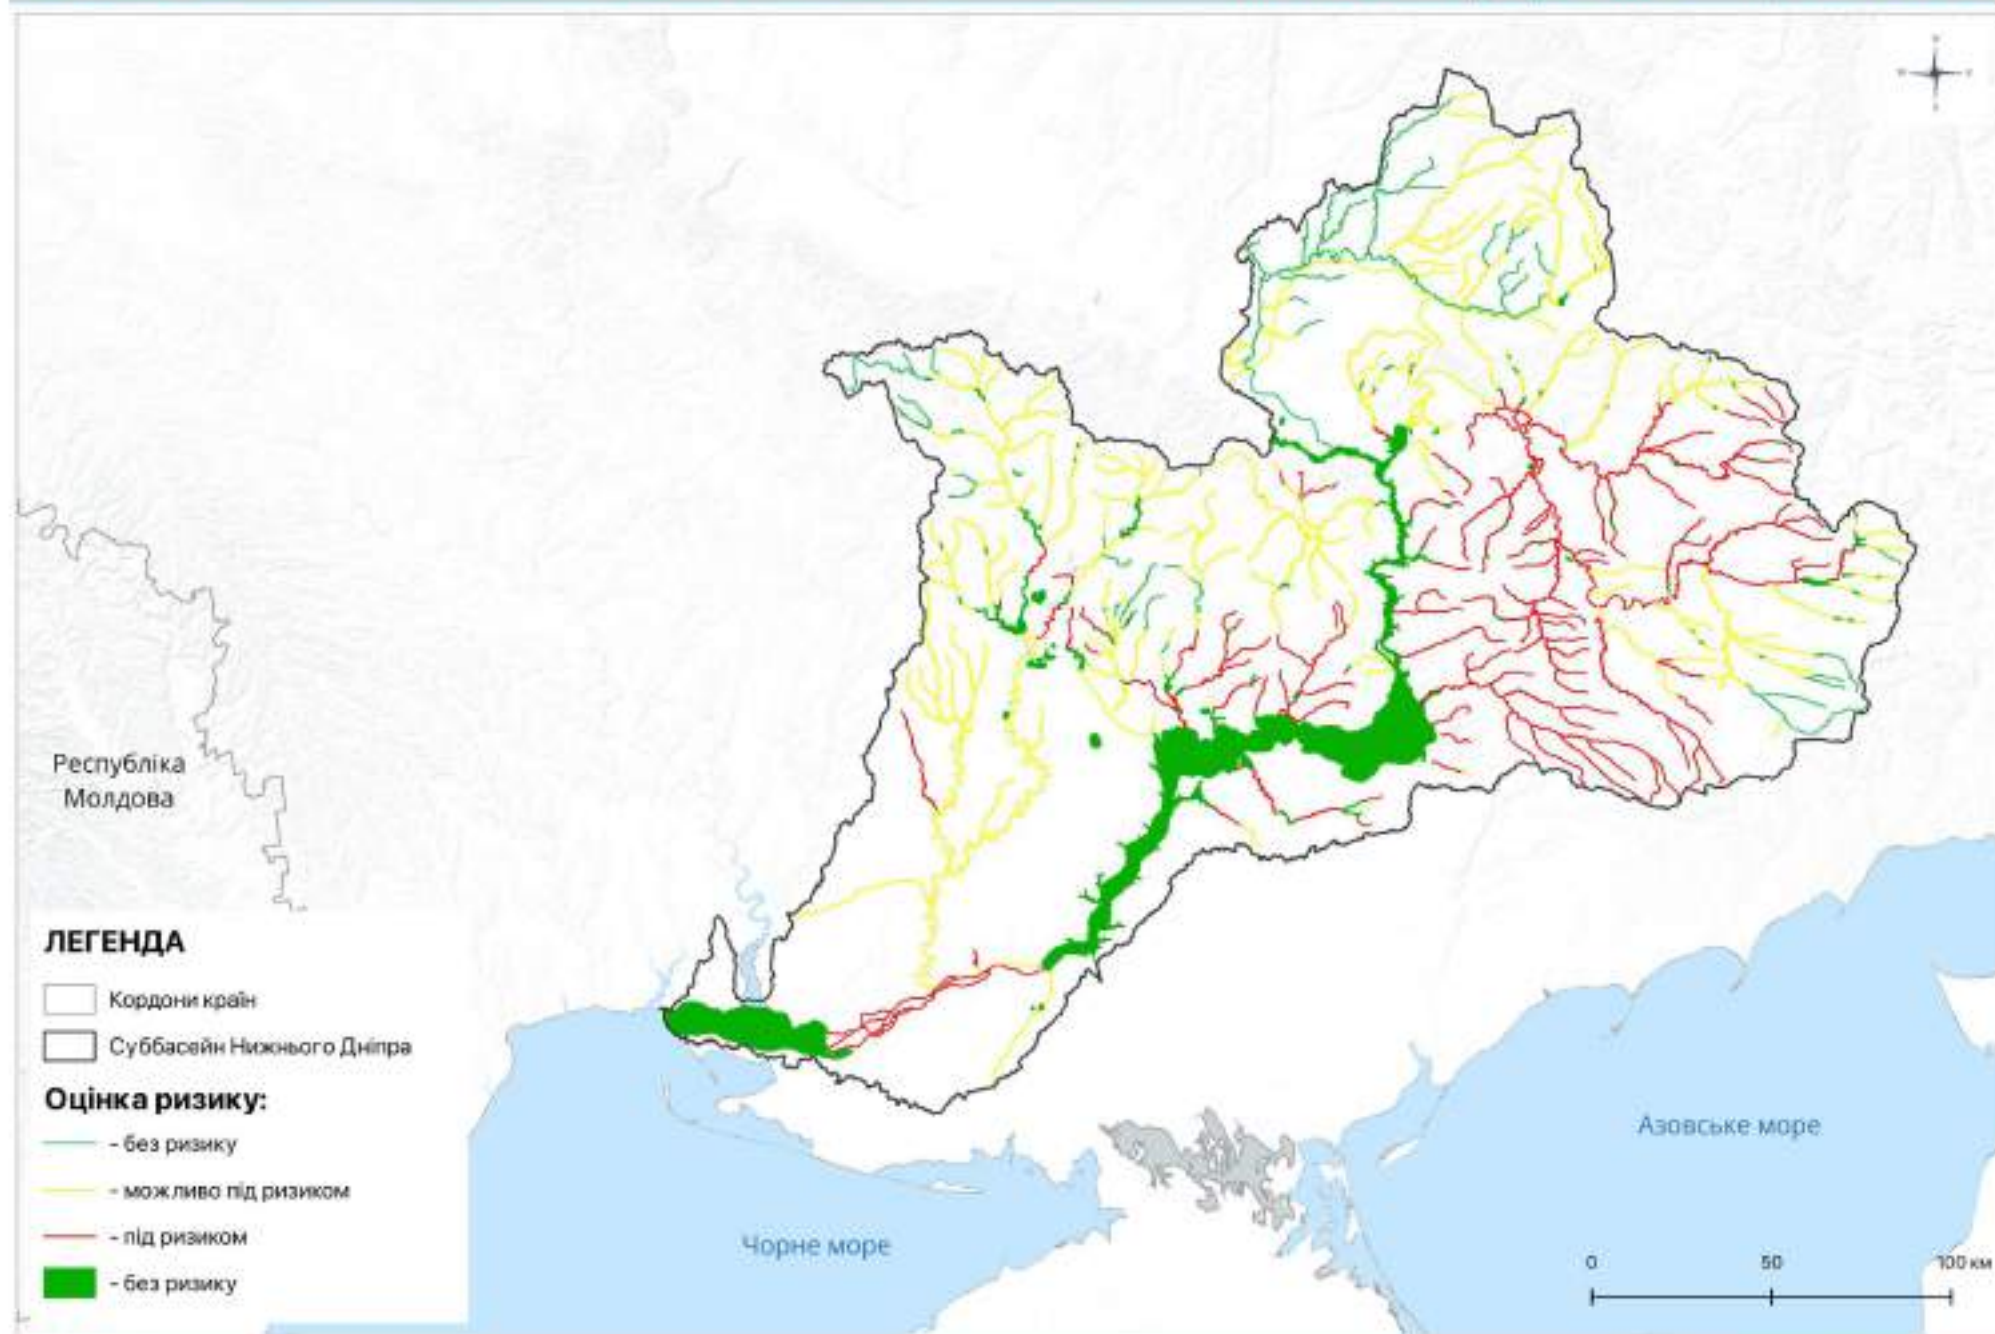 Республіка
Молдова
ЛЕГЕНДА
Кордони країн
Суббасейн Нижнього Дніпра
Оцінка ризику:
- без ризику
- можливо під ризиком
- під ризиком
- без ризику
Чорне море
Азовське море
0 50 100 км